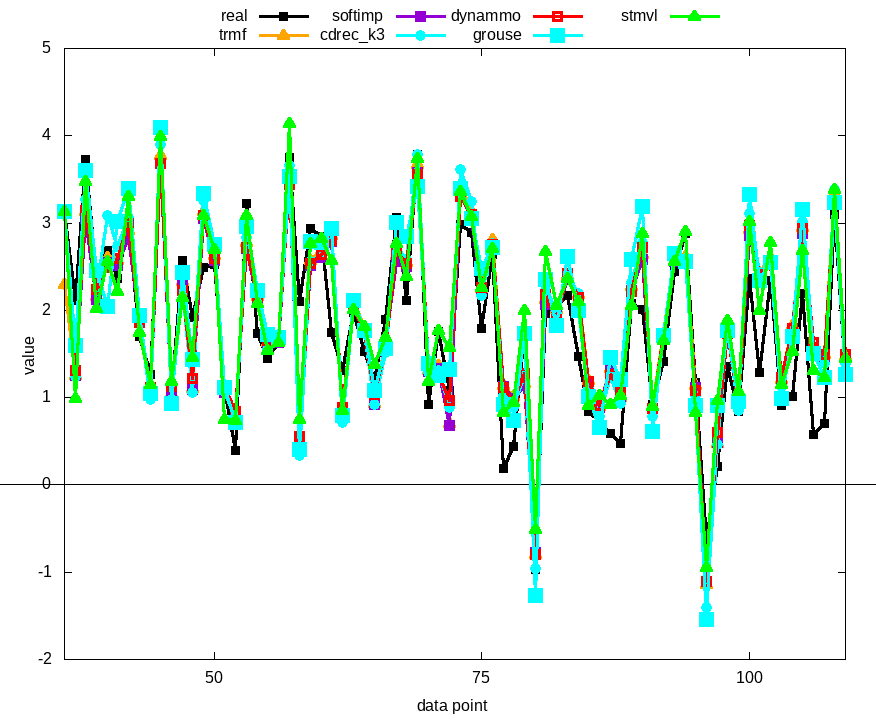 real softimp dynammo stmvl
trmf cdrec_k3 grouse
5
4
3
2
1
0
-1
-2
value
50 75 100
data point